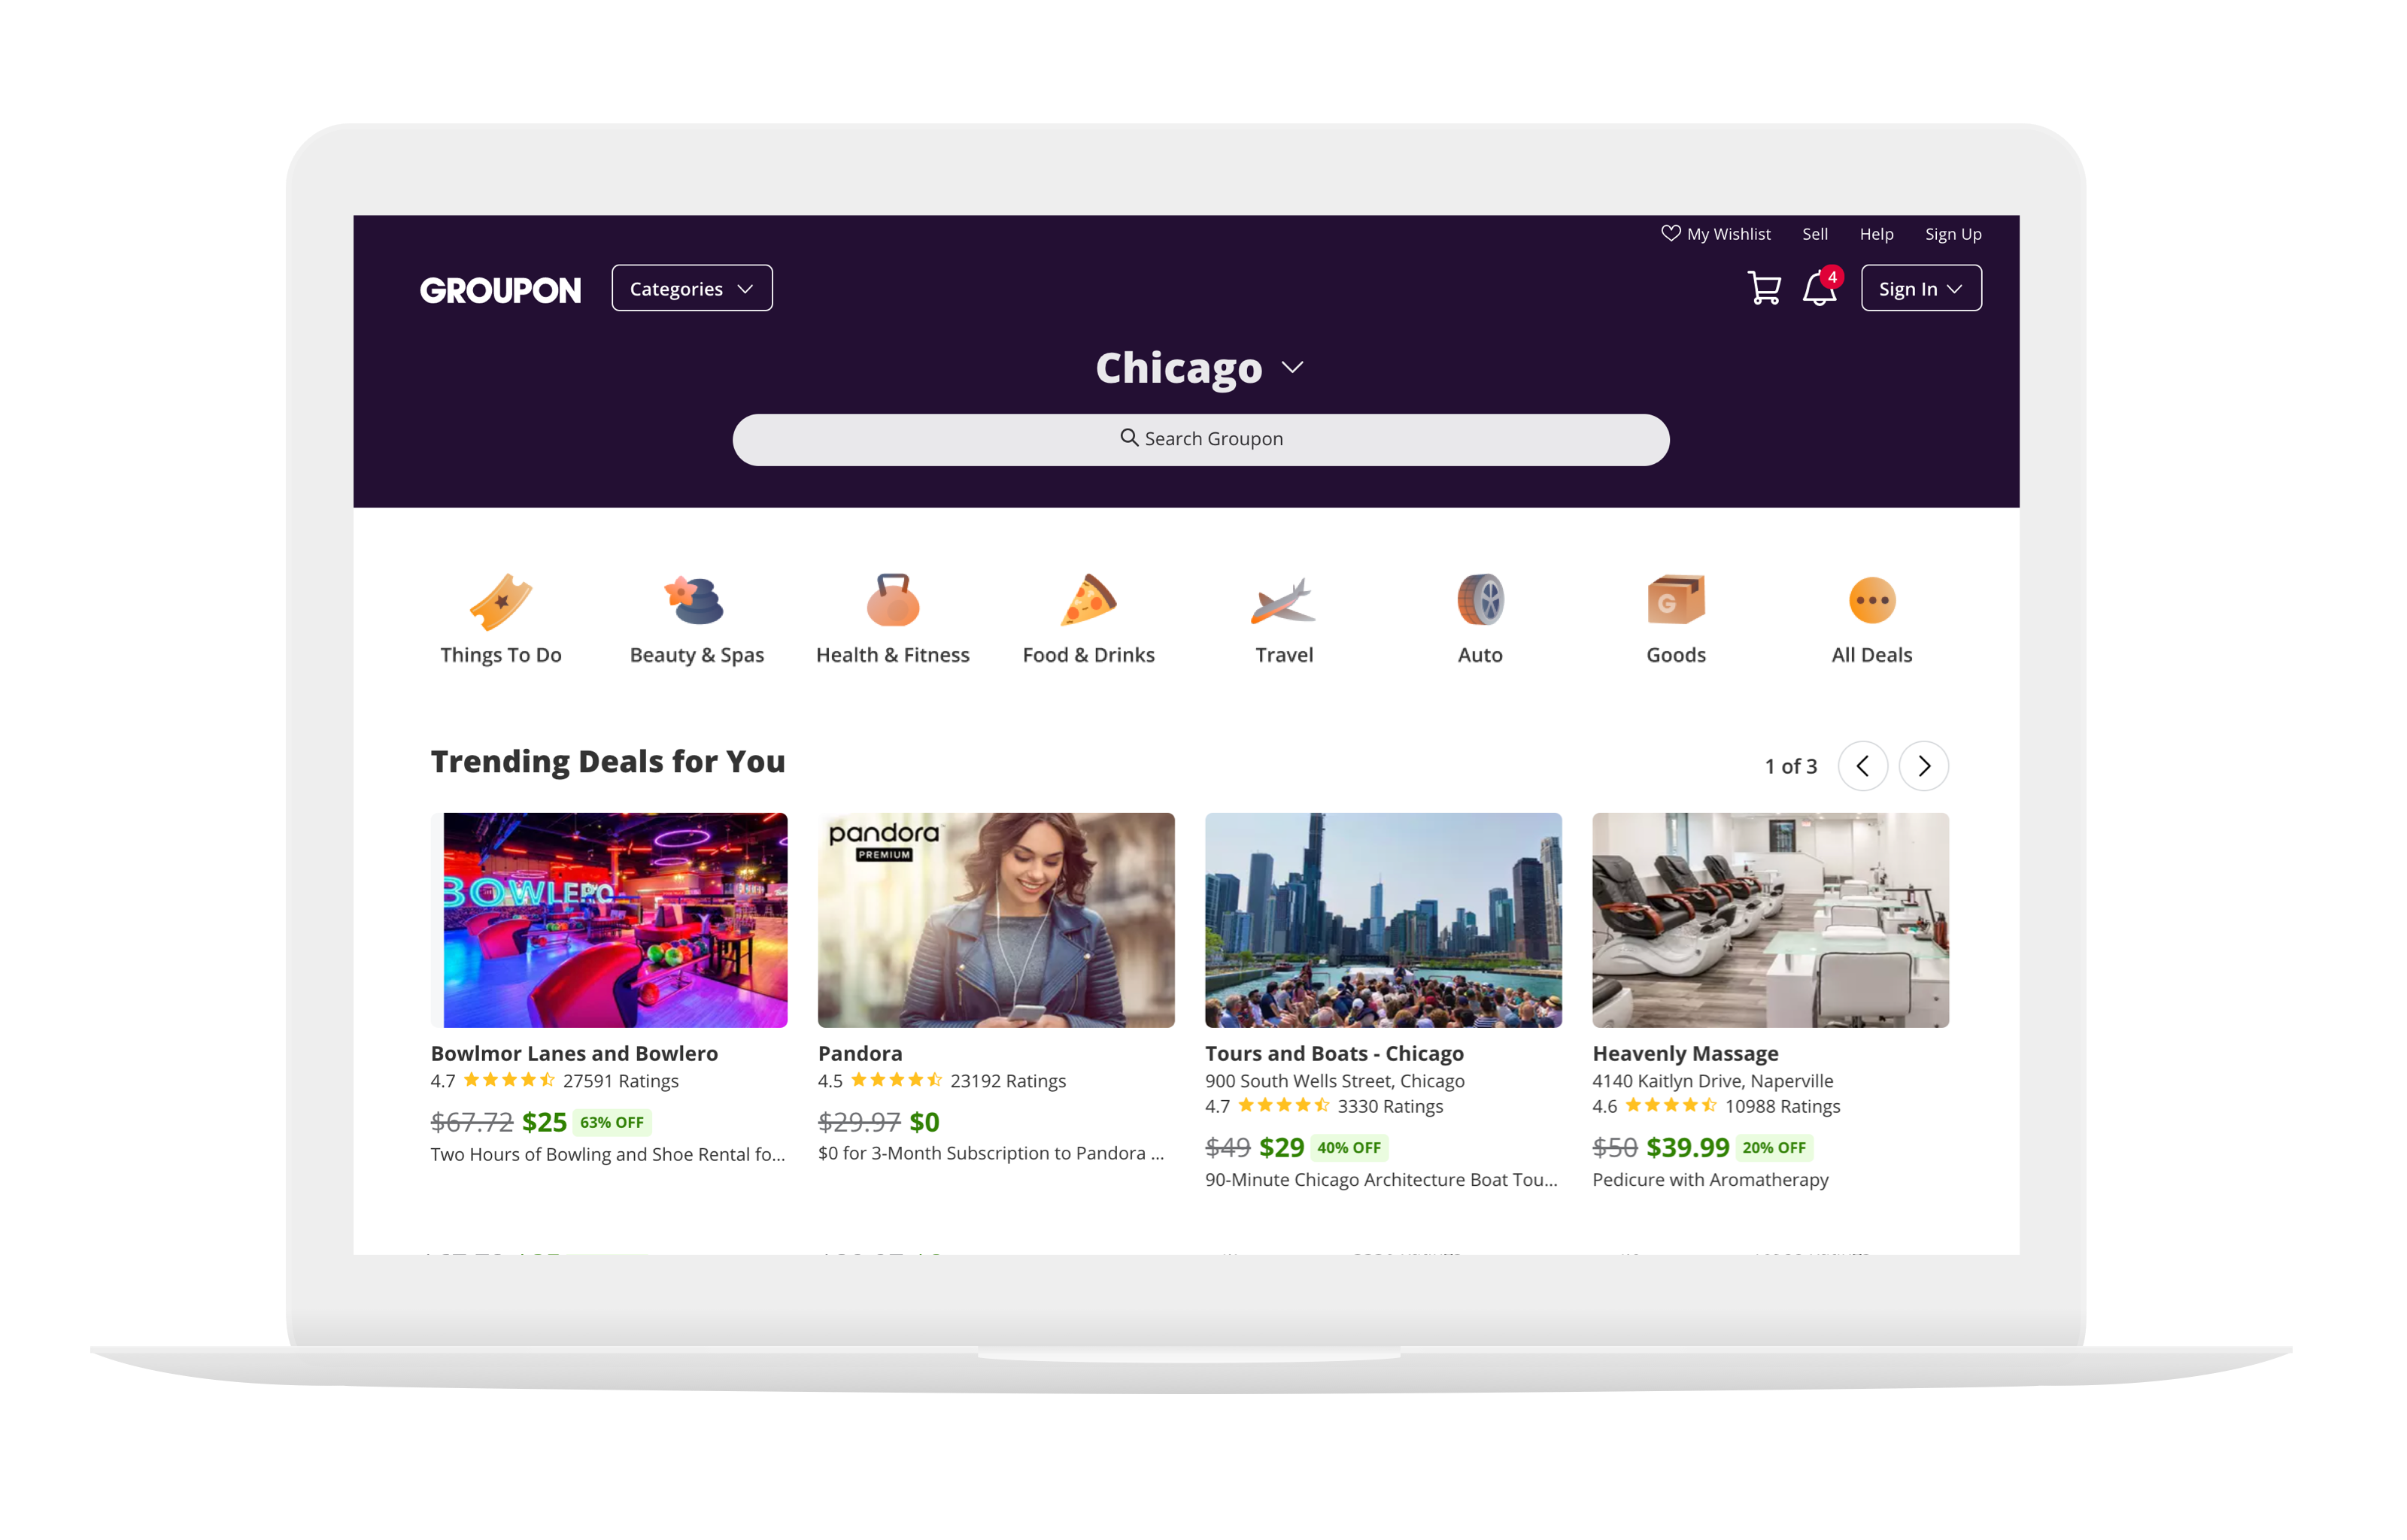 My Wishlist Sell Help Sign Up
GROUPON Categories 4 Sign In
Chicago
Search Groupon
G
Things To Do Beauty & Spas Health & Fitness Food & Drinks Travel Auto Goods All Deals
Trending Deals for You 1 of 3
BOWLERO
pandora
PREMIUM
Bowlmor Lanes and Bowlero
4.7 27591 Ratings
$67.72 $25 63% OFF
Two Hours of Bowling and Shoe Rental fo...
Pandora
4.5 23192 Ratings
$29.97 $0
$0 for 3-Month Subscription to Pandora ...
Tours and Boats - Chicago
900 South Wells Street, Chicago
4.7 3330 Ratings
$49 $29 40% OFF
90-Minute Chicago Architecture Boat Tou...
Heavenly Massage
4140 Kaitlyn Drive, Naperville
4.6 10988 Ratings
$50 $39.99 20% OFF
Pedicure with Aromatherapy